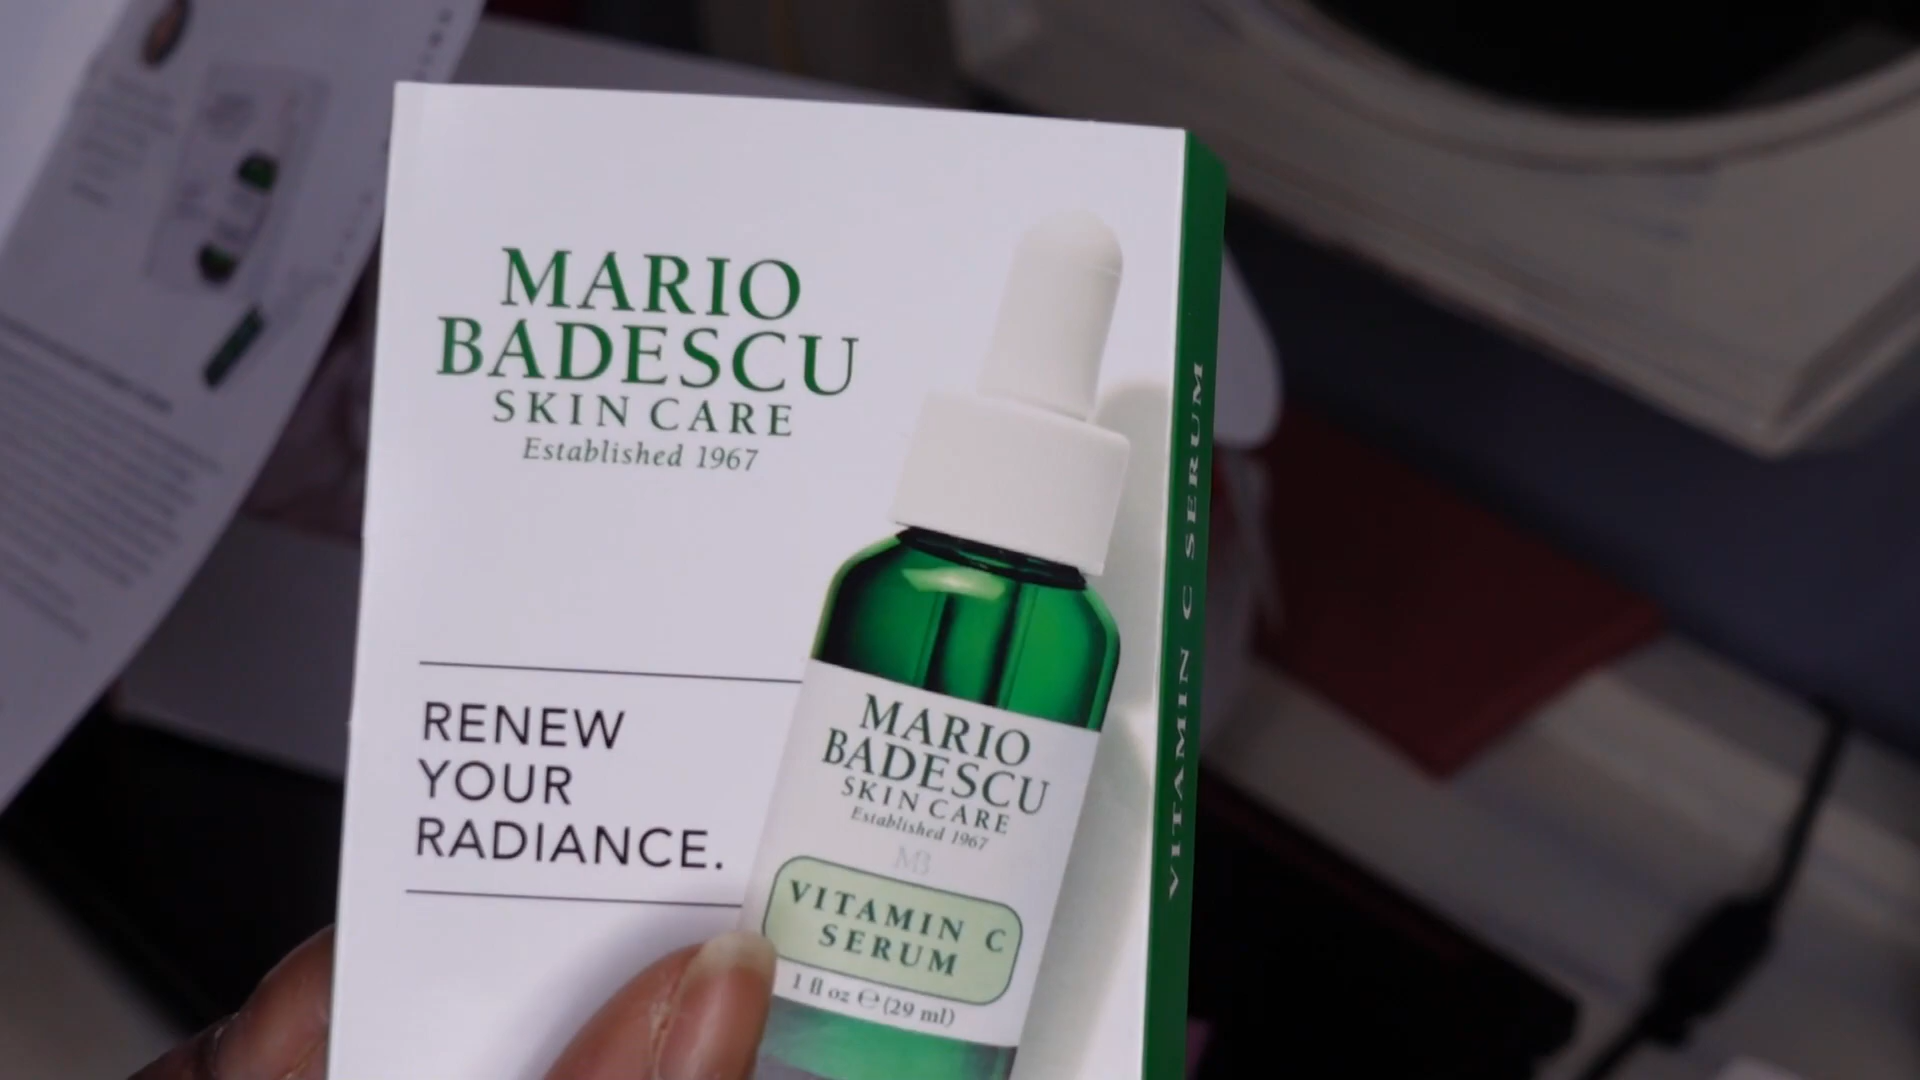 MARIO
BADESCU
SKIN CARE
Established 1967
RENEW
YOUR
RADIANCE.
MARIO
BADESCU
SKIN CARE
Established 1967
MB
VITAMIN C
SERUM
1 fl oz ℮ (29 ml)
VITAMIN C SERUM